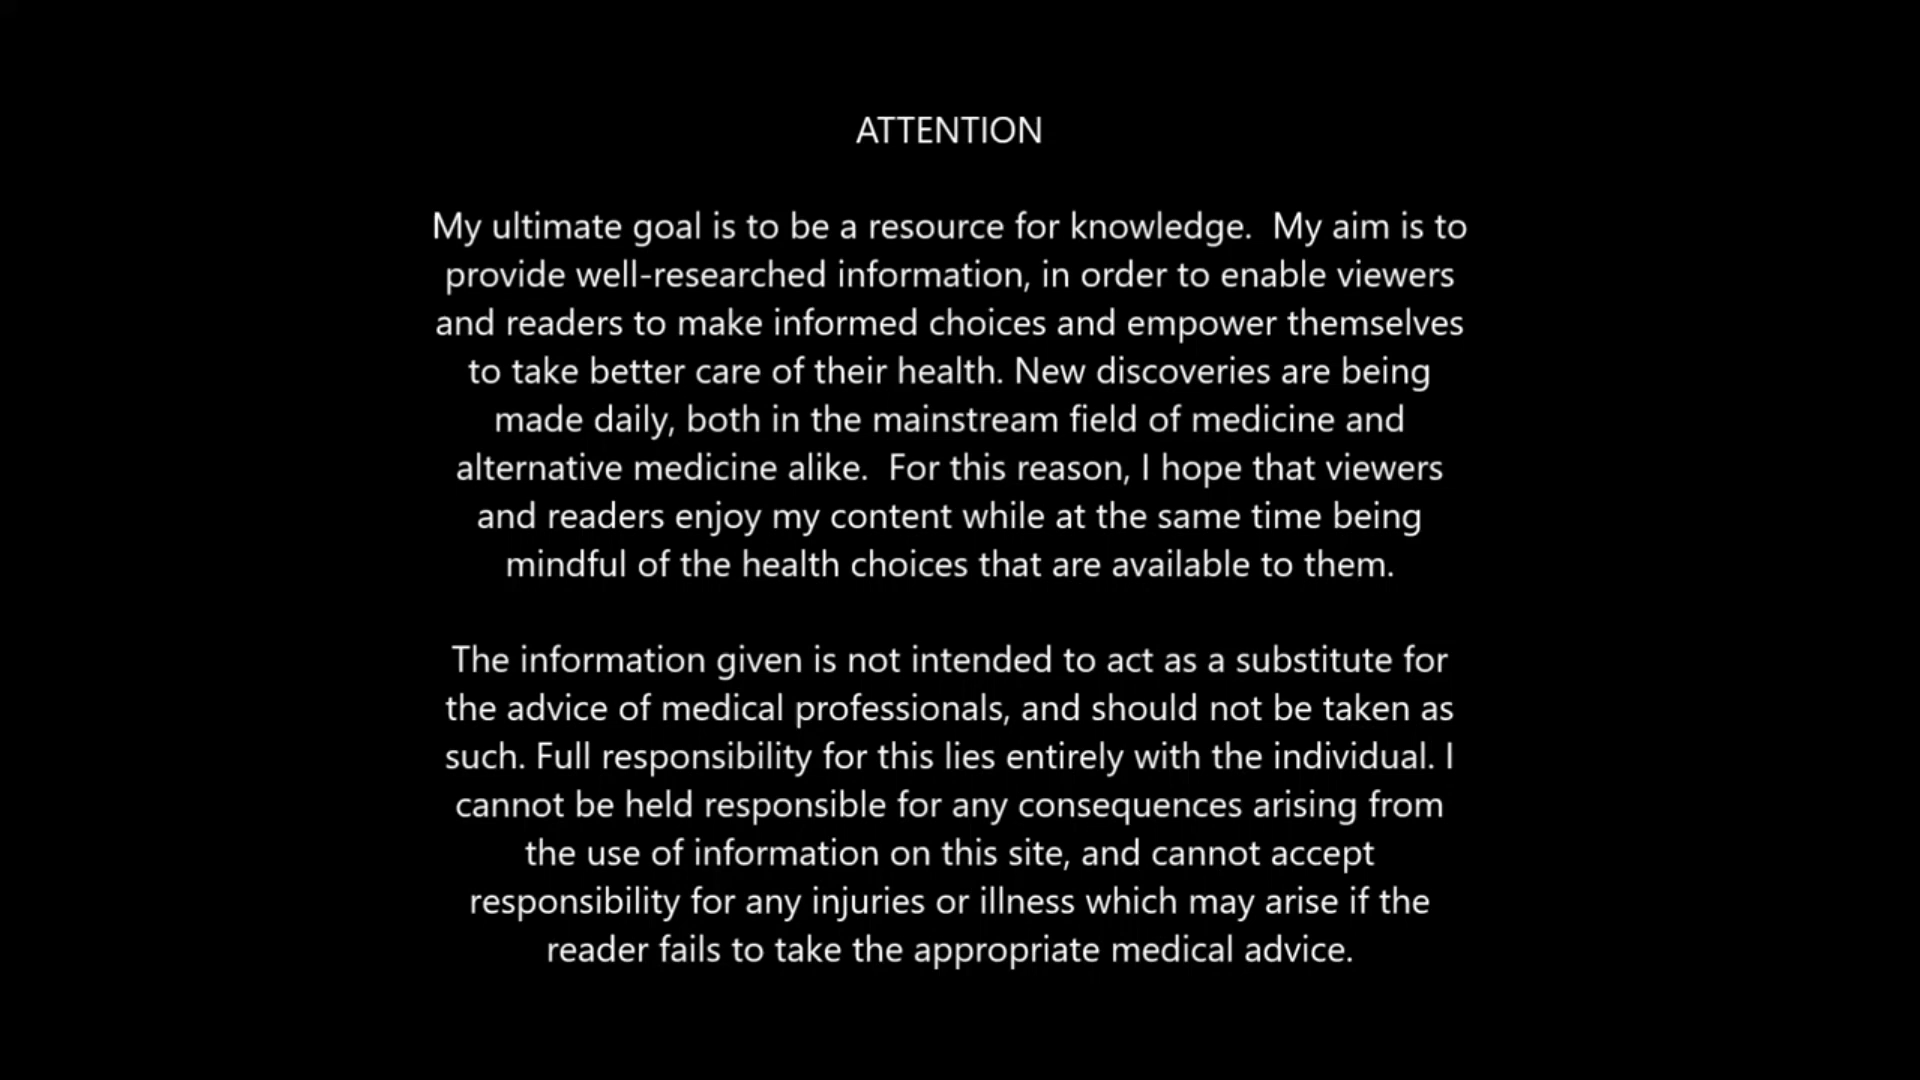 ATTENTION
My ultimate goal is to be a resource for knowledge.  My aim is to
provide well-researched information, in order to enable viewers
and readers to make informed choices and empower themselves
to take better care of their health. New discoveries are being
made daily, both in the mainstream field of medicine and
alternative medicine alike.  For this reason, I hope that viewers
and readers enjoy my content while at the same time being
mindful of the health choices that are available to them.
The information given is not intended to act as a substitute for
the advice of medical professionals, and should not be taken as
such. Full responsibility for this lies entirely with the individual. I
cannot be held responsible for any consequences arising from
the use of information on this site, and cannot accept
responsibility for any injuries or illness which may arise if the
reader fails to take the appropriate medical advice.